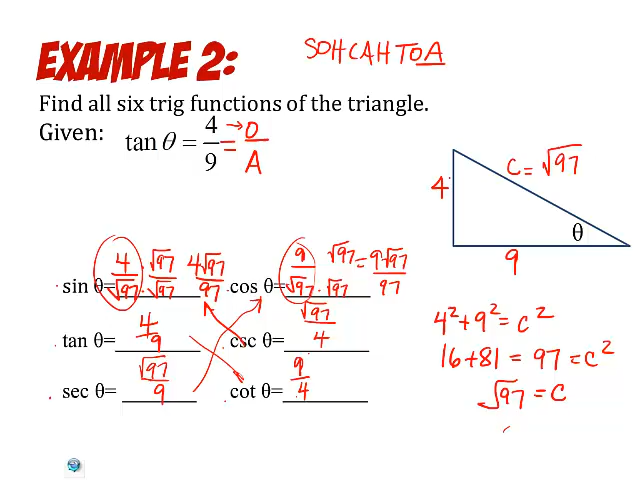 EXAMPLE 2:
SOHCAHTOA
Find all six trig functions of the triangle.
Given: tan θ = 4/9 = O/A
C = √97
4
θ
9
sin θ= 4/√97 · √97/√97 4√97/97
cos θ= 9/√97 · √97/√97 = 9√97/97
tan θ= 4/9
csc θ= √97/4
sec θ= √97/9
cot θ= 9/4
4² + 9² = C²
16 + 81 = 97 = C²
√97 = C